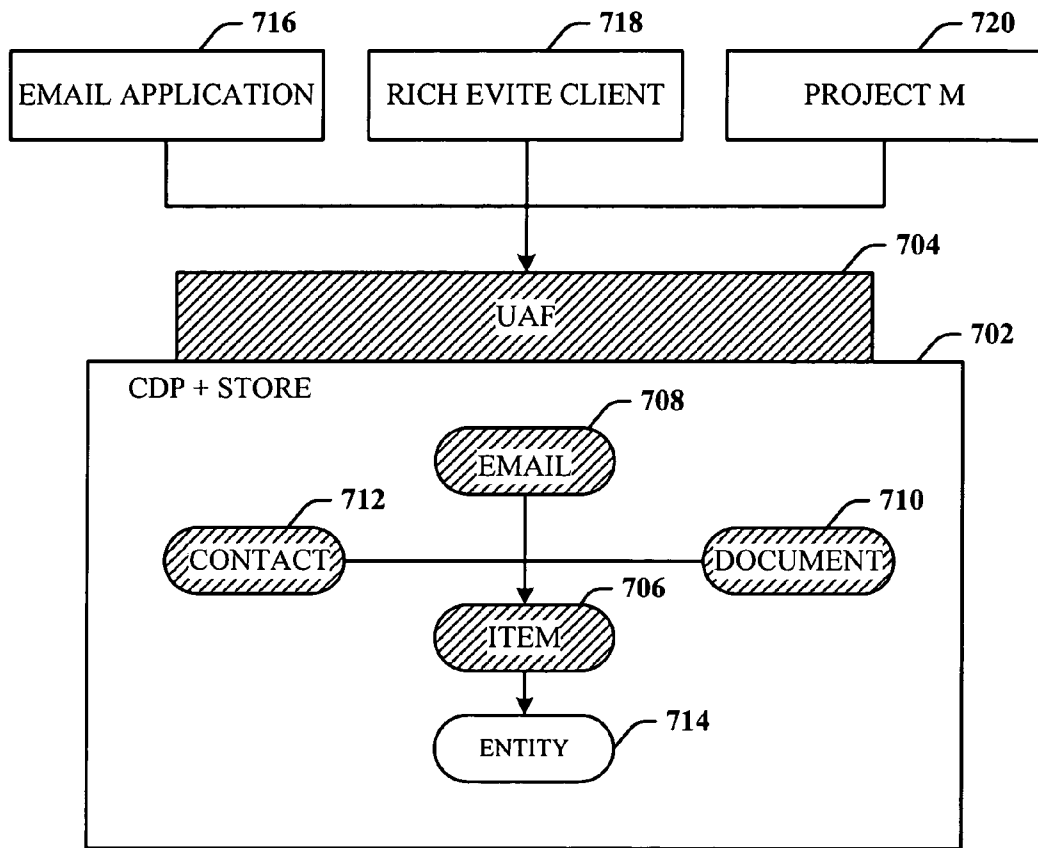 716
718
720
EMAIL APPLICATION
RICH EVITE CLIENT
PROJECT M
704
UAF
702
CDP + STORE
708
EMAIL
712
710
CONTACT
DOCUMENT
706
ITEM
714
ENTITY